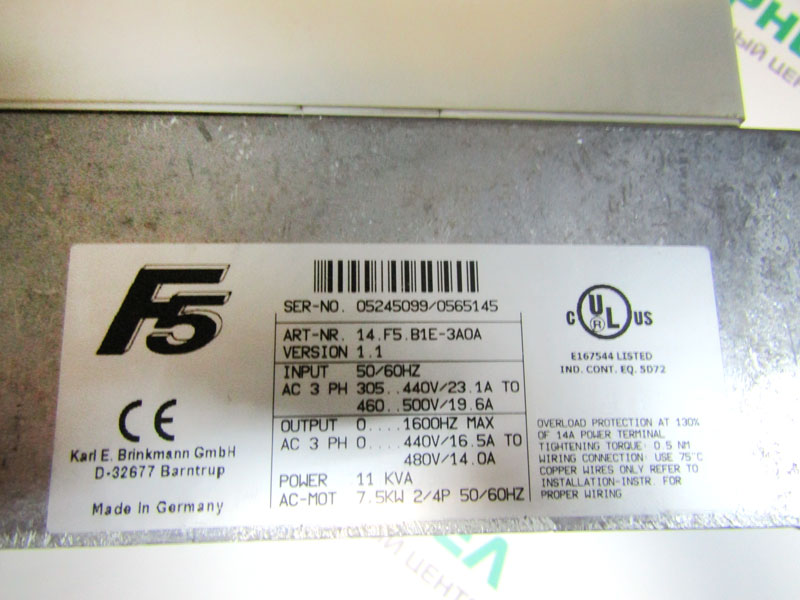 F5
SER-NO. 05245099/0565145
ART-NR. 14.F5.B1E-3A0A
VERSION 1.1
INPUT 50/60HZ
AC 3 PH 305..440V/23.1A TO
460..500V/19.6A
OUTPUT 0....1600HZ MAX
AC 3 PH 0....440V/16.5A TO
480V/14.0A
POWER 11 KVA
AC-MOT 7.5KW 2/4P 50/60HZ
CE
Karl E. Brinkmann GmbH
D-32677 Barntrup
Made in Germany
c UL ® US
E167544 LISTED
IND. CONT. EQ. 5D72
OVERLOAD PROTECTION AT 130%
OF 14A POWER TERMINAL
TIGHTENING TORQUE: 0.5 NM
WIRING CONNECTION: USE 75°C
COPPER WIRES ONLY REFER TO
INSTALLATION-INSTR. FOR
PROPER WIRING